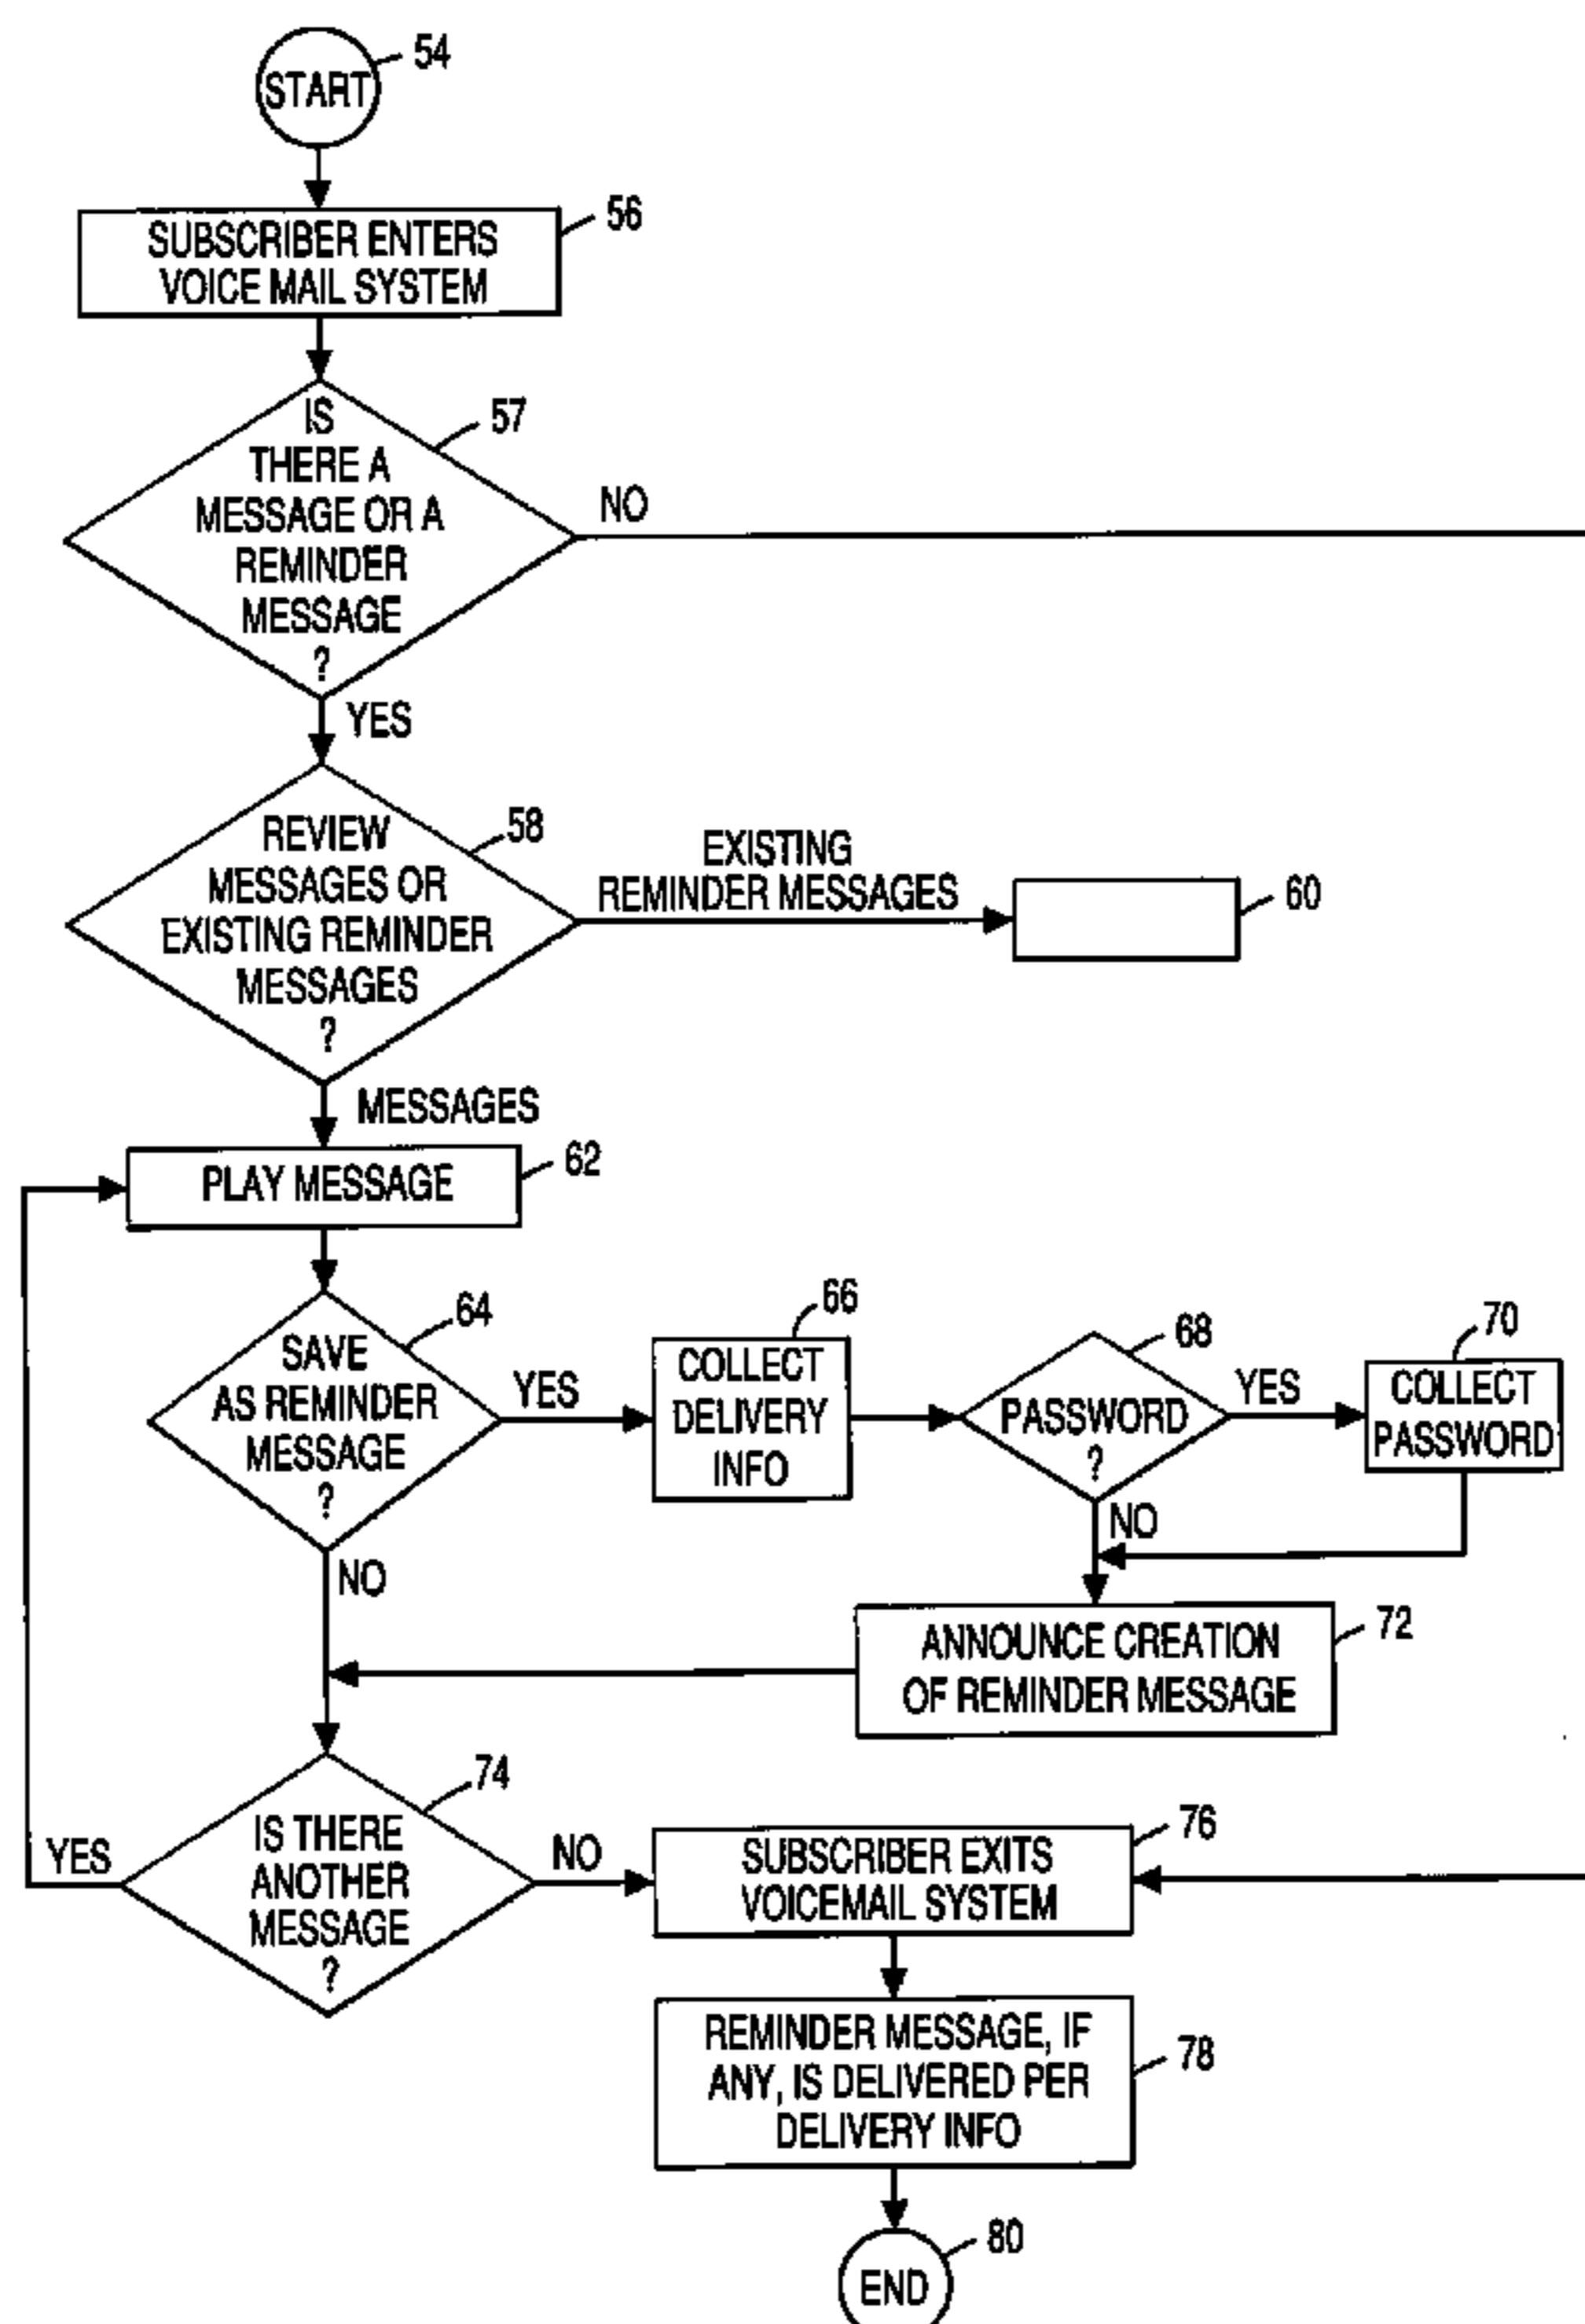 START
54
SUBSCRIBER ENTERS
VOICE MAIL SYSTEM
56
IS
THERE A
MESSAGE OR A
REMINDER
MESSAGE
?
57
NO
YES
REVIEW
MESSAGES OR
EXISTING REMINDER
MESSAGES
?
58
EXISTING
REMINDER MESSAGES
60
MESSAGES
PLAY MESSAGE
62
SAVE
AS REMINDER
MESSAGE
?
64
YES
NO
COLLECT
DELIVERY
INFO
66
PASSWORD
?
68
YES
NO
COLLECT
PASSWORD
70
ANNOUNCE CREATION
OF REMINDER MESSAGE
72
IS THERE
ANOTHER
MESSAGE
?
74
YES
NO
SUBSCRIBER EXITS
VOICEMAIL SYSTEM
76
REMINDER MESSAGE, IF
ANY, IS DELIVERED PER
DELIVERY INFO
78
END
80